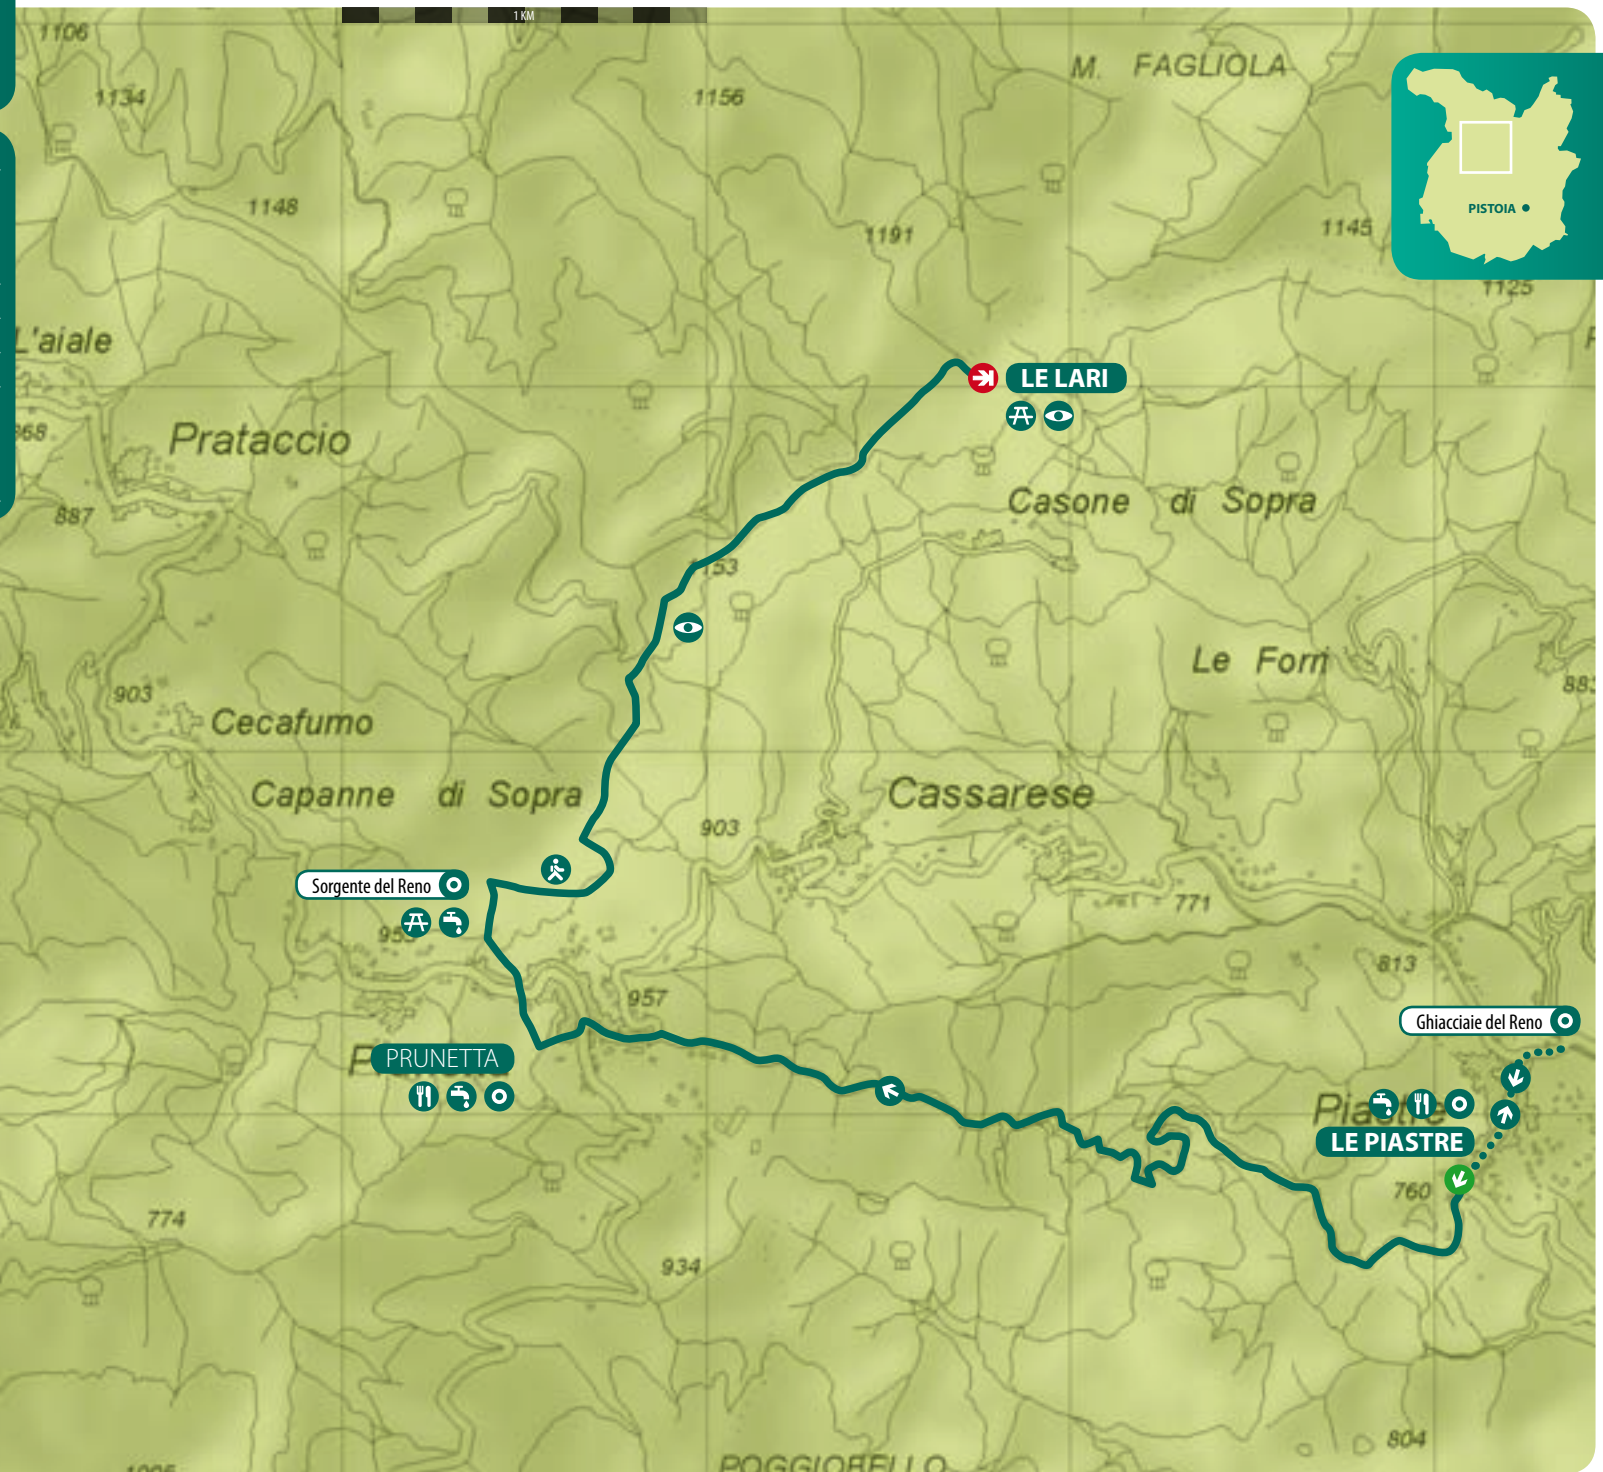 1 KM
1106
M. FAGLIOLA
1134
1156
1148
PISTOIA
1191
1145
1125
L'aiale
LE LARI
Prataccio
Casone di Sopra
887
Le Forri
903
Cecafumo
Capanne di Sopra
Cassarese
903
Sorgente del Reno
771
813
957
Ghiacciaie del Reno
PRUNETTA
LE PIASTRE
760
774
934
804
POGGIOBELLO